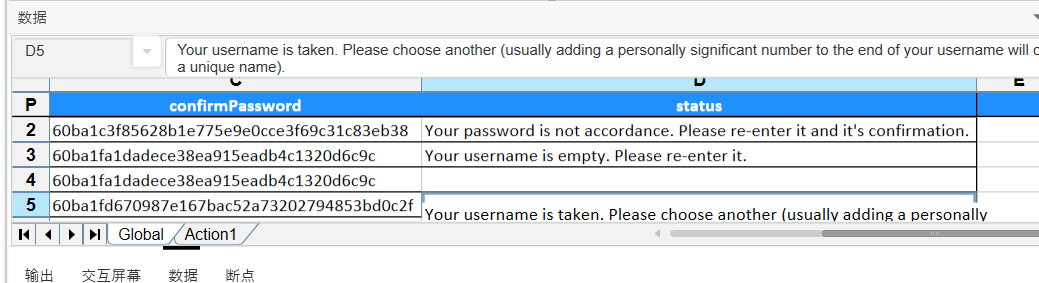 数据
D5
Your username is taken. Please choose another (usually adding a personally significant number to the end of your username will
a unique name).
C D E
P confirmPassword status
2 60ba1c3f85628b1e775e9e0cce3f69c31c83eb38 Your password is not accordance. Please re-enter it and it's confirmation.
3 60ba1fa1dadece38ea915eadb4c1320d6c9c Your username is empty. Please re-enter it.
4 60ba1fa1dadece38ea915eadb4c1320d6c9c
5 60ba1fd670987e167bac52a73202794853bd0c2f Your username is taken. Please choose another (usually adding a personally
Global Action1
输出 交互屏幕 数据 断点